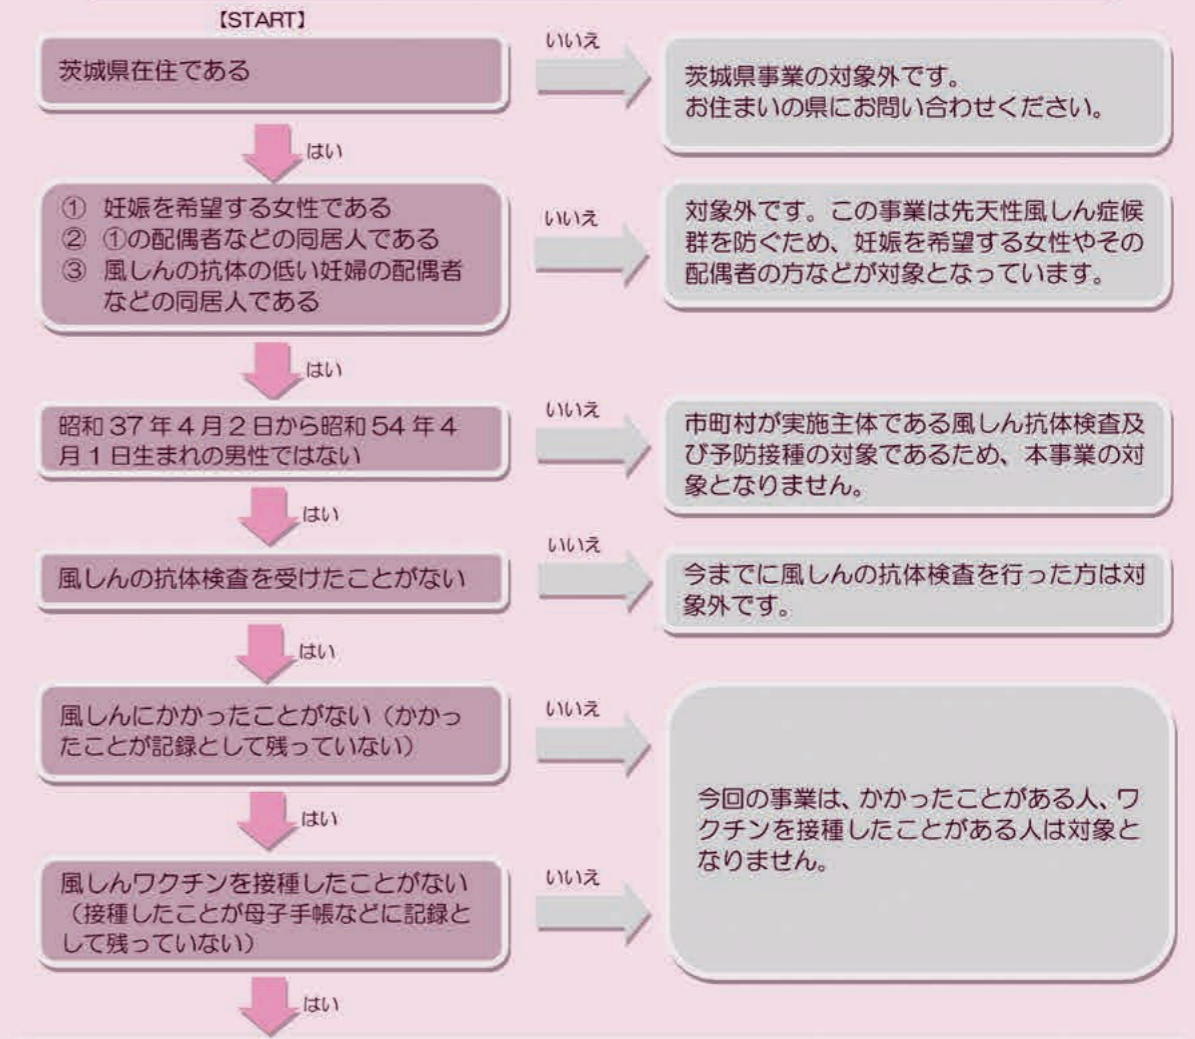 【START】
茨城県在住である
いいえ
茨城県事業の対象外です。
お住まいの県にお問い合わせください。
はい
① 妊娠を希望する女性である
② ①の配偶者などの同居人である
③ 風しんの抗体の低い妊婦の配偶者
などの同居人である
いいえ
対象外です。この事業は先天性風しん症候
群を防ぐため、妊娠を希望する女性やその
配偶者の方などが対象となっています。
はい
昭和37年4月2日から昭和54年4
月1日生まれの男性ではない
いいえ
市町村が実施主体である風しん抗体検査及
び予防接種の対象であるため、本事業の対
象となりません。
はい
風しんの抗体検査を受けたことがない
いいえ
今までに風しんの抗体検査を行った方は対
象外です。
はい
風しんにかかったことがない（かかっ
たことが記録として残っていない）
いいえ
今回の事業は、かかったことがある人、ワ
クチンを接種したことがある人は対象と
なりません。
はい
風しんワクチンを接種したことがない
（接種したことが母子手帳などに記録と
して残っていない）
いいえ
はい